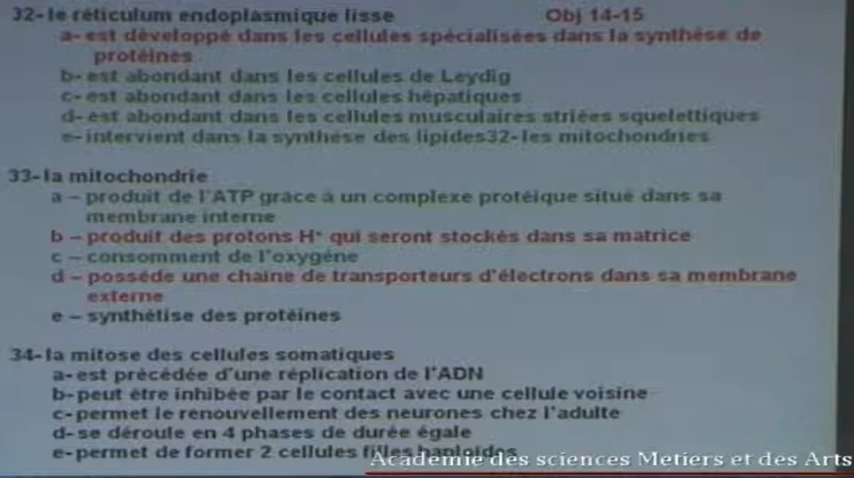 32-le réticulum endoplasmique lisse Obj 14-15
a-est développé dans les cellules spécialisées dans la synthèse de
protéines
b-est abondant dans les cellules de Leydig
c-est abondant dans les cellules hépatiques
d-est abondant dans les cellules musculaires striées squelettiques
e-intervient dans la synthèse des lipides32-les mitochondries
33-la mitochondrie
a – produit de l'ATP grâce à un complexe protéique situé dans sa
membrane interne
b – produit des protons H⁺ qui seront stockés dans sa matrice
c – consomment de l'oxygène
d – possède une chaine de transporteurs d'électrons dans sa membrane
externe
e – synthétise des protéines
34-la mitose des cellules somatiques
a-est précédée d'une réplication de l'ADN
b-peut être inhibée par le contact avec une cellule voisine
c-permet le renouvellement des neurones chez l'adulte
d-se déroule en 4 phases de durée égale
e-permet de former 2 cellules filles haploïdes
Academie des sciences Metiers et des Arts